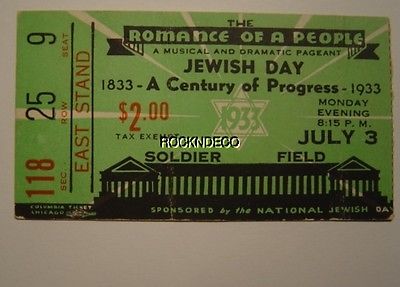 THE
ROMANCE OF A PEOPLE
A MUSICAL AND DRAMATIC PAGEANT
JEWISH DAY
1833 - A Century of Progress - 1933
$2.00
TAX EXEMPT
1933
MONDAY
EVENING
8:15 P.M.
JULY 3
ROCKNDECO
SOLDIER FIELD
SPONSORED by the NATIONAL JEWISH DAY
COLUMBIA TICKET
CHICAGO
118 SEC.
25 ROW
9 SEAT
EAST STAND